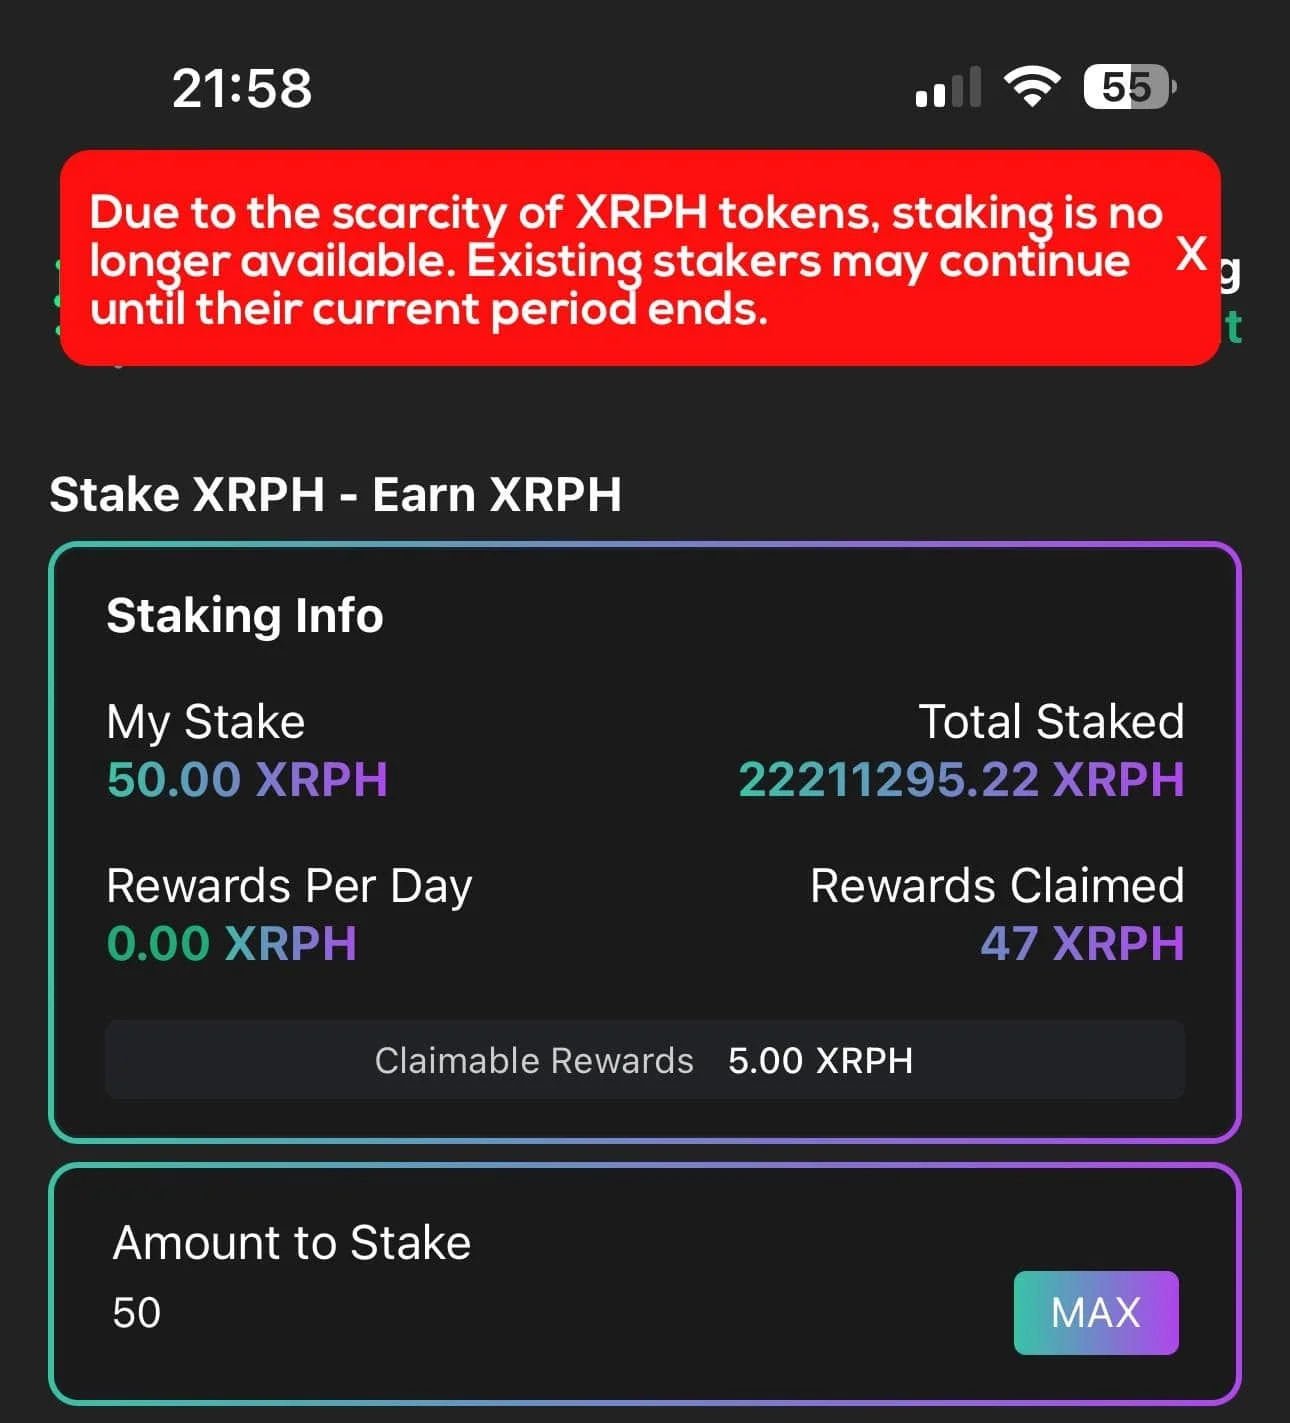 21:58
55
Due to the scarcity of XRPH tokens, staking is no
longer available. Existing stakers may continue
until their current period ends.
X
g
t
Stake XRPH - Earn XRPH
Staking Info
My Stake
Total Staked
50.00 XRPH
22211295.22 XRPH
Rewards Per Day
Rewards Claimed
0.00 XRPH
47 XRPH
Claimable Rewards 5.00 XRPH
Amount to Stake
50
MAX